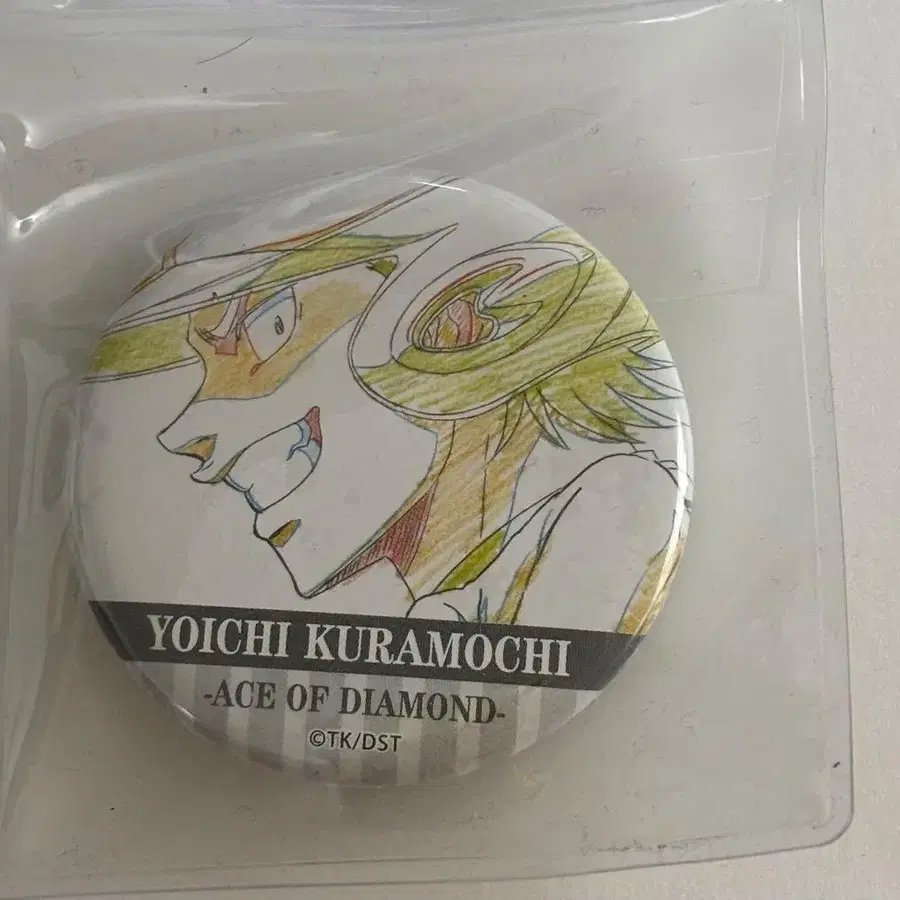 YOICHI KURAMOCHI
-ACE OF DIAMOND-
©TK/DST